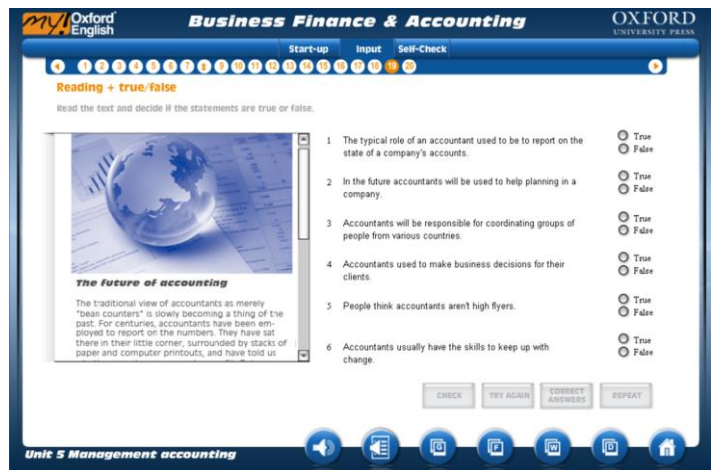 my! Oxford English
Business Finance & Accounting
OXFORD
UNIVERSITY PRESS
Start-up Input Self-Check
1 2 3 4 5 6 7 8 9 10 11 12 13 14 15 16 17 18 19 20
Reading + true/false
Read the text and decide if the statements are true or false.
The future of accounting
The traditional view of accountants as merely
"bean counters" is slowly becoming a thing of the
past. For centuries, accountants have been em-
ployed to report on the numbers. They have sat
there in their little corner, surrounded by stacks of
paper and computer printouts, and have told us
1 The typical role of an accountant used to be to report on the
state of a company's accounts.
True
False
2 In the future accountants will be used to help planning in a
company.
True
False
3 Accountants will be responsible for coordinating groups of
people from various countries.
True
False
4 Accountants used to make business decisions for their
clients.
True
False
5 People think accountants aren't high flyers.
True
False
6 Accountants usually have the skills to keep up with
change.
True
False
CHECK TRY AGAIN CORRECT ANSWERS REPEAT
Unit 5 Management accounting
G F W D